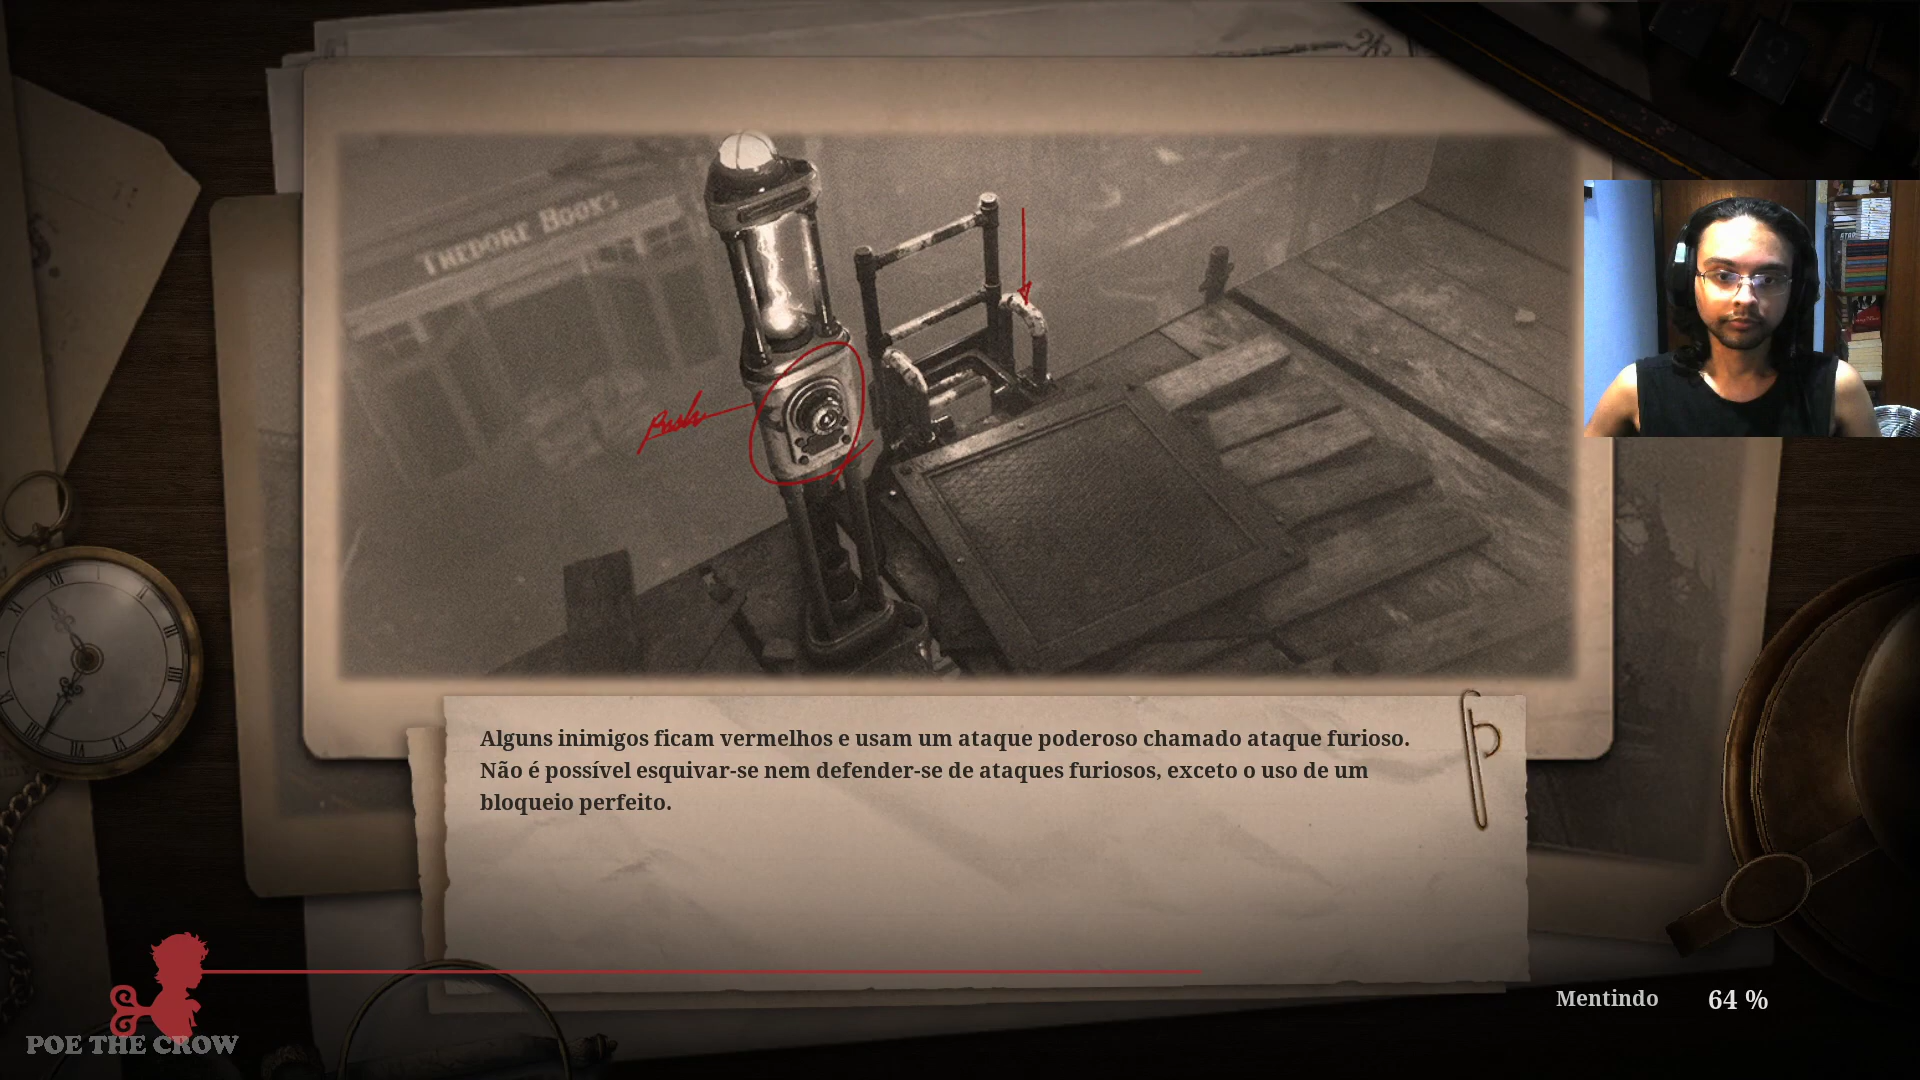 THEDORE BOOKS
Push
Alguns inimigos ficam vermelhos e usam um ataque poderoso chamado ataque furioso.
Não é possível esquivar-se nem defender-se de ataques furiosos, exceto o uso de um
bloqueio perfeito.
Mentindo 64 %
POE THE CROW